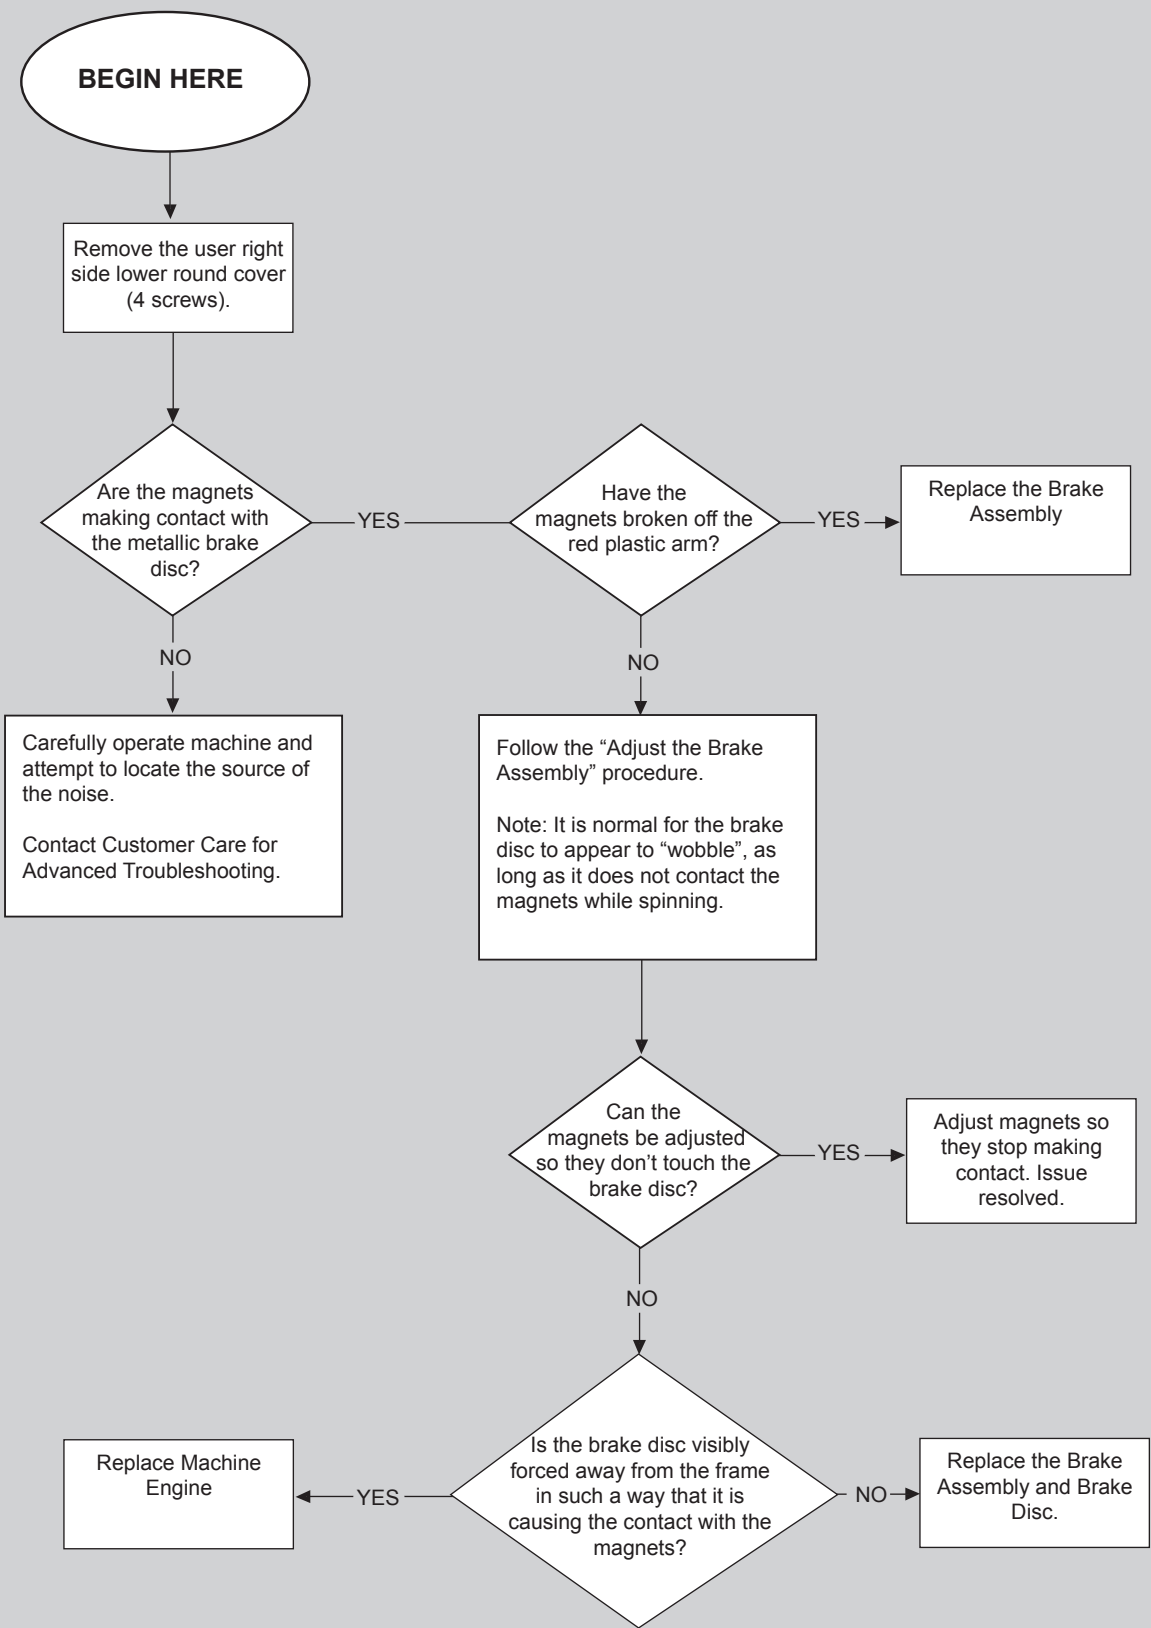 BEGIN HERE
Remove the user right
side lower round cover
(4 screws).
Are the magnets
making contact with
the metallic brake
disc?
YES
Have the
magnets broken off the
red plastic arm?
YES
Replace the Brake
Assembly
NO
Carefully operate machine and
attempt to locate the source of
the noise.
Contact Customer Care for
Advanced Troubleshooting.
NO
Follow the “Adjust the Brake
Assembly” procedure.
Note: It is normal for the brake
disc to appear to “wobble”, as
long as it does not contact the
magnets while spinning.
Can the
magnets be adjusted
so they don’t touch the
brake disc?
YES
Adjust magnets so
they stop making
contact. Issue
resolved.
NO
Is the brake disc visibly
forced away from the frame
in such a way that it is
causing the contact with the
magnets?
YES
Replace Machine
Engine
NO
Replace the Brake
Assembly and Brake
Disc.